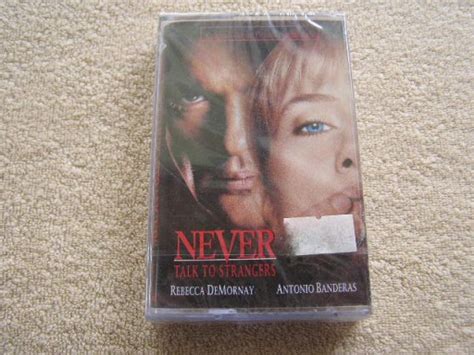 NEVER
TALK TO STRANGERS
REBECCA DEMORNAY ANTONIO BANDERAS